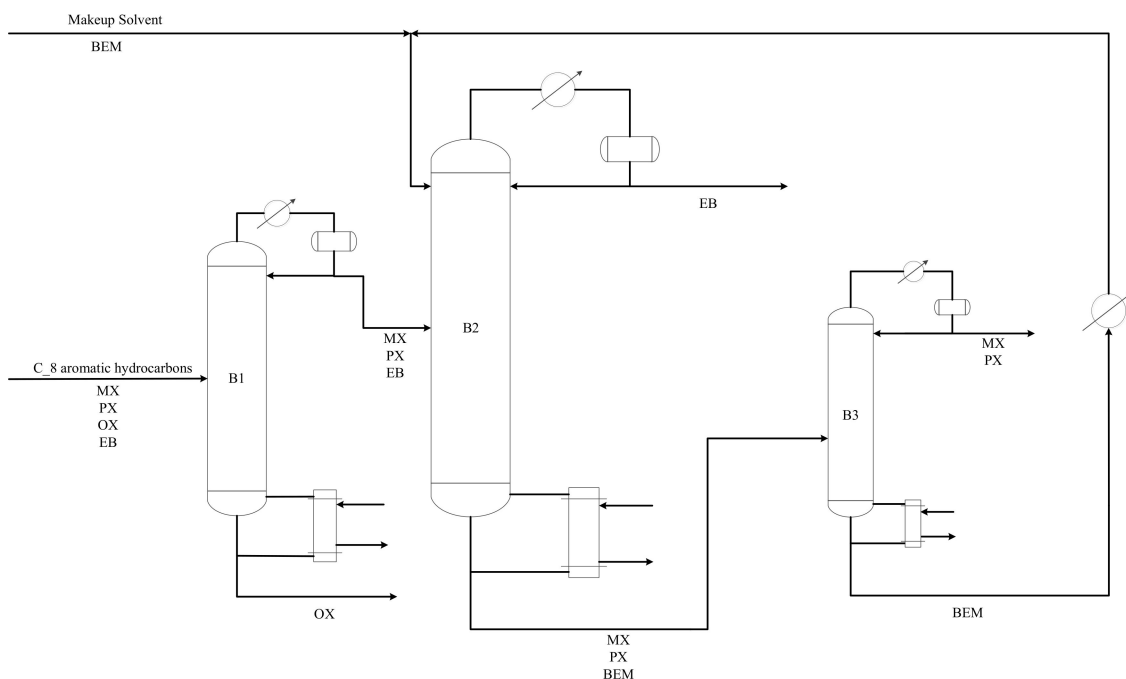 Makeup Solvent
BEM
EB
C_8 aromatic hydrocarbons
MX
PX
OX
EB
B1
MX
PX
EB
B2
B3
MX
PX
OX
MX
PX
BEM
BEM